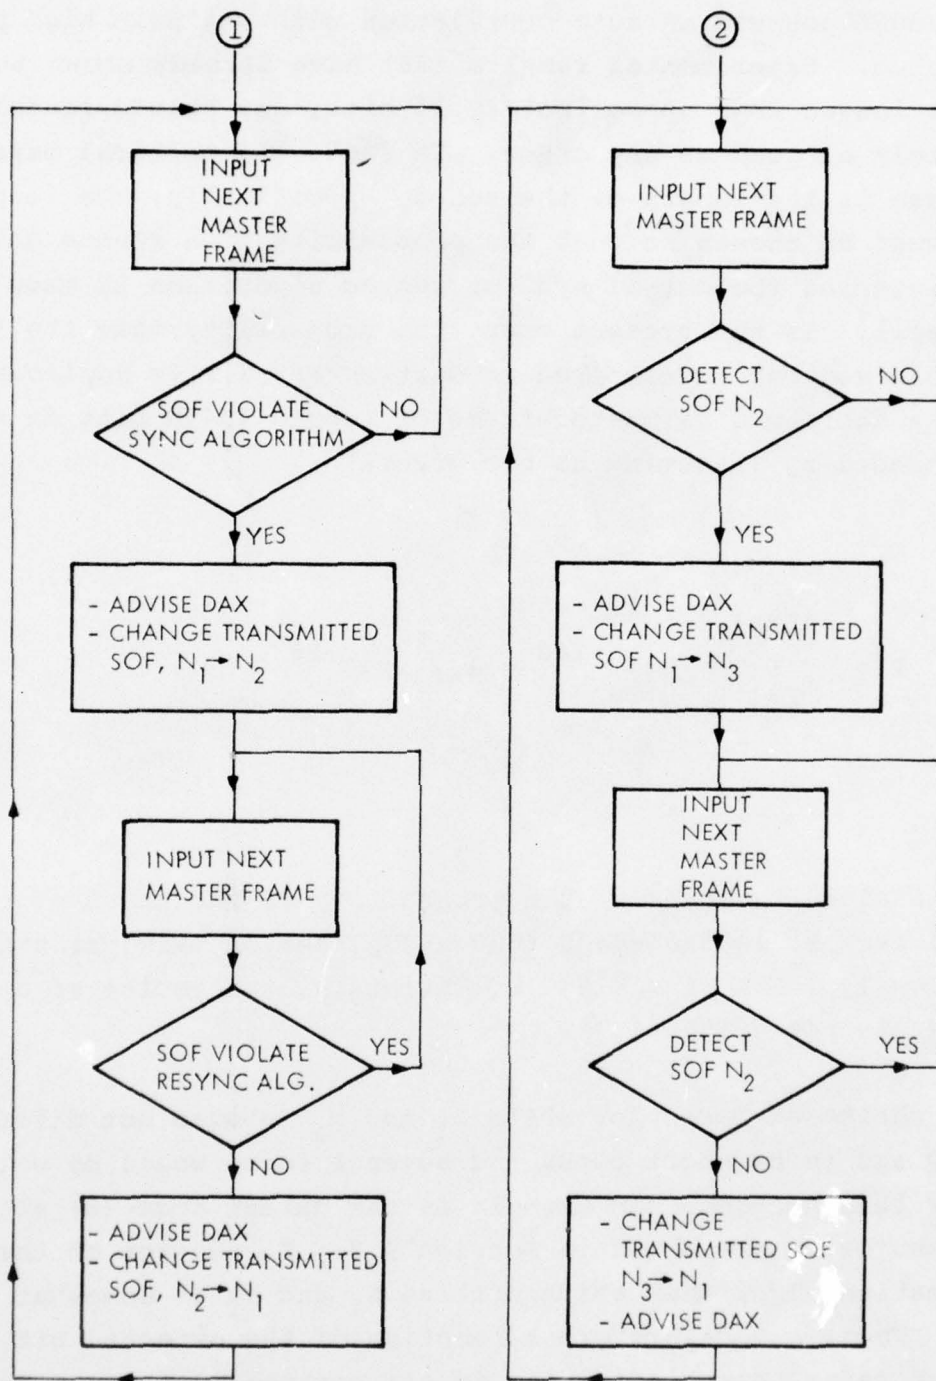 1
INPUT
NEXT
MASTER
FRAME
SOF VIOLATE
SYNC ALGORITHM
NO
YES
- ADVISE DAX
- CHANGE TRANSMITTED
SOF, N₁→N₂
INPUT NEXT
MASTER FRAME
SOF VIOLATE
RESYNC ALG.
YES
NO
- ADVISE DAX
- CHANGE TRANSMITTED
SOF, N₂→N₁
2
INPUT NEXT
MASTER FRAME
DETECT
SOF N₂
NO
YES
- ADVISE DAX
- CHANGE TRANSMITTED
SOF N₁→N₃
INPUT
NEXT
MASTER
FRAME
DETECT
SOF N₂
YES
NO
- CHANGE
TRANSMITTED SOF
N₃→N₁
- ADVISE DAX